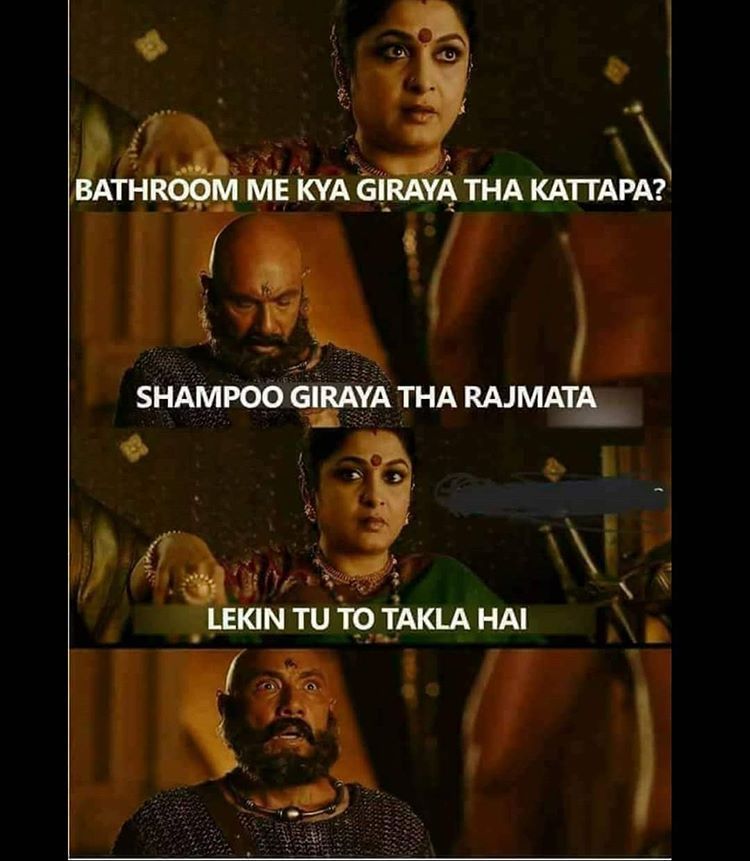 BATHROOM ME KYA GIRAYA THA KATTAPA?
SHAMPOO GIRAYA THA RAJMATA
LEKIN TU TO TAKLA HAI